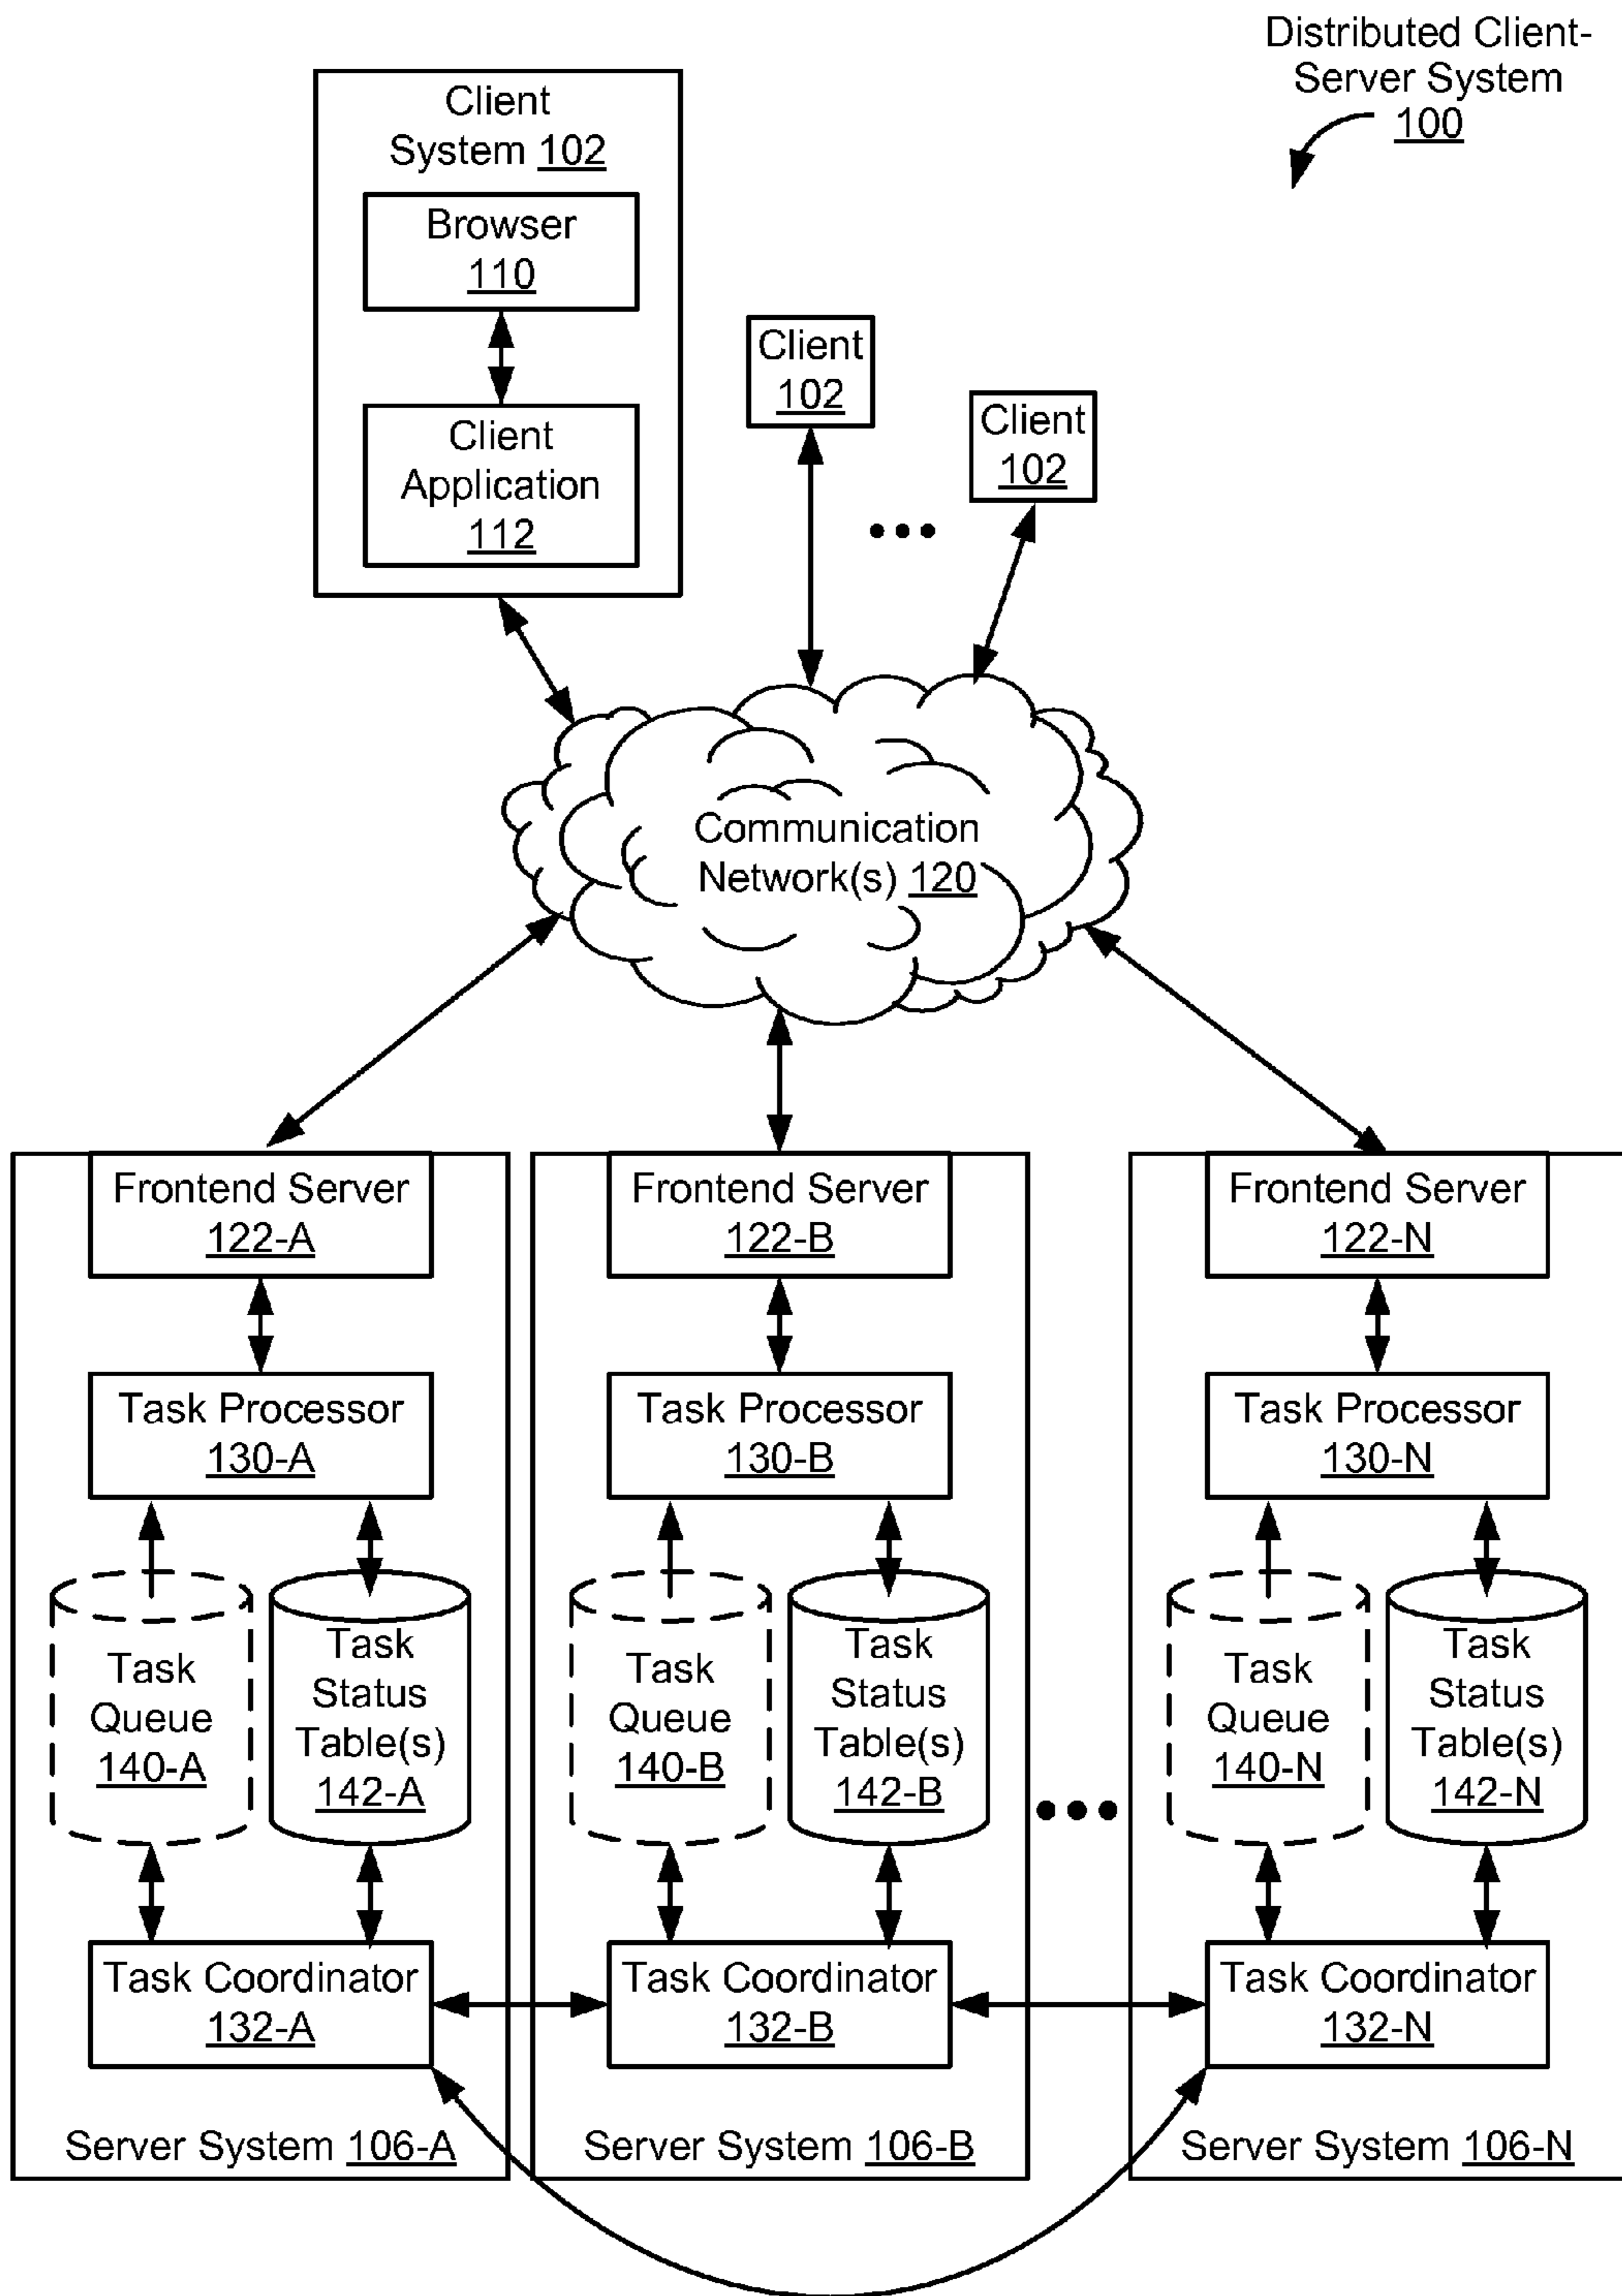 Distributed Client-
Server System
100
Client
System 102
Browser
110
Client
Application
112
Client
102
Client
102
Communication
Network(s) 120
Frontend Server
122-A
Task Processor
130-A
Task
Queue
140-A
Task
Status
Table(s)
142-A
Task Coordinator
132-A
Server System 106-A
Frontend Server
122-B
Task Processor
130-B
Task
Queue
140-B
Task
Status
Table(s)
142-B
Task Coordinator
132-B
Server System 106-B
Frontend Server
122-N
Task Processor
130-N
Task
Queue
140-N
Task
Status
Table(s)
142-N
Task Coordinator
132-N
Server System 106-N